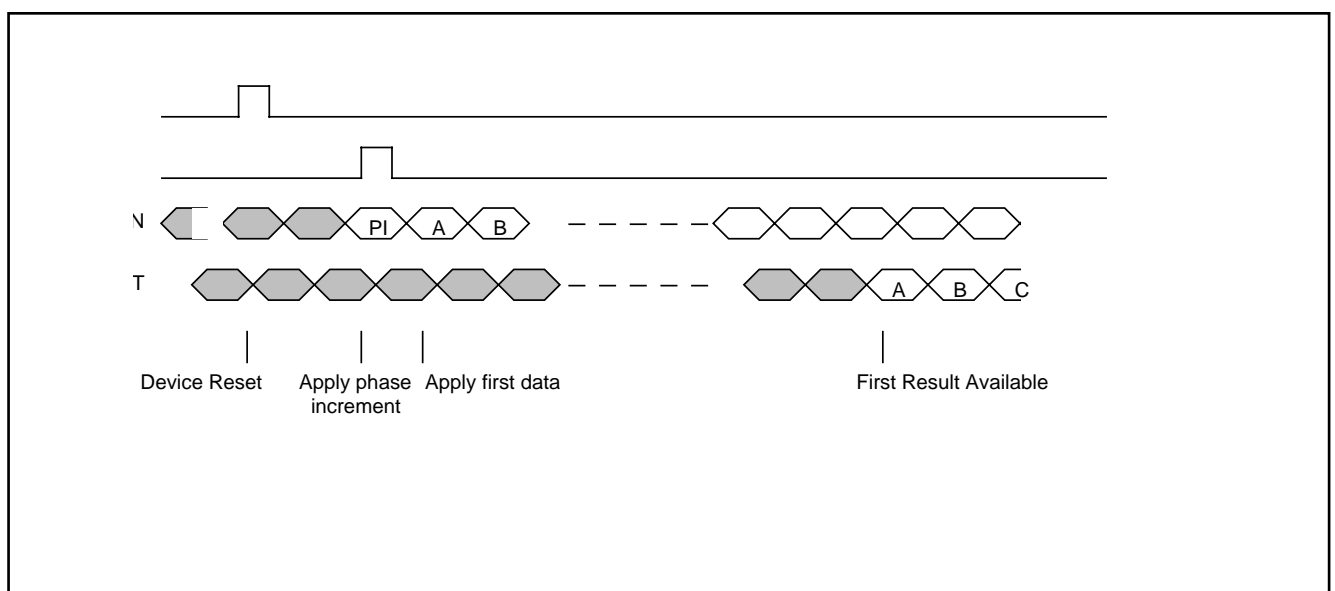 N
PI
A
B
T
A
B
C
Device Reset
Apply phase
increment
Apply first data
First Result Available